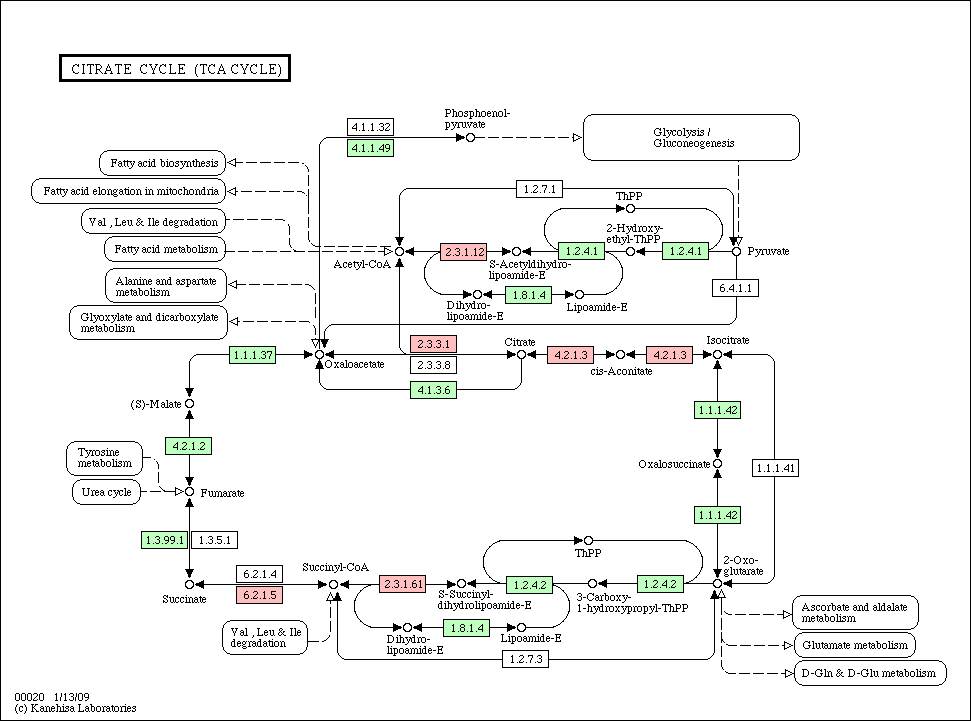 CITRATE CYCLE (TCA CYCLE)
Phosphoenol-
pyruvate
4.1.1.32
4.1.1.49
Glycolysis /
Gluconeogenesis
Fatty acid biosynthesis
Fatty acid elongation in mitochondria
Val , Leu & Ile degradation
Fatty acid metabolism
Alanine and aspartate
metabolism
Glyoxylate and dicarboxylate
metabolism
1.2.7.1
ThPP
2-Hydroxy-
ethyl-ThPP
Acetyl-CoA
2.3.1.12
S-Acetyldihydro-
lipoamide-E
1.2.4.1
1.2.4.1
Pyruvate
Dihydro-
lipoamide-E
1.8.1.4
Lipoamide-E
6.4.1.1
1.1.1.37
Oxaloacetate
2.3.3.1
2.3.3.8
4.1.3.6
Citrate
4.2.1.3
cis-Aconitate
4.2.1.3
Isocitrate
(S)-Malate
1.1.1.42
4.2.1.2
Tyrosine
metabolism
Urea cycle
Fumarate
Oxalosuccinate
1.1.1.41
1.1.1.42
1.3.99.1
1.3.5.1
ThPP
2-Oxo-
glutarate
Succinate
6.2.1.4
6.2.1.5
Succinyl-CoA
2.3.1.61
S-Succinyl-
dihydrolipoamide-E
1.2.4.2
3-Carboxy-
1-hydroxypropyl-ThPP
1.2.4.2
Val , Leu & Ile
degradation
Dihydro-
lipoamide-E
1.8.1.4
Lipoamide-E
1.2.7.3
Ascorbate and aldalate
metabolism
Glutamate metabolism
D-Gln & D-Glu metabolism
00020 1/13/09
(c) Kanehisa Laboratories